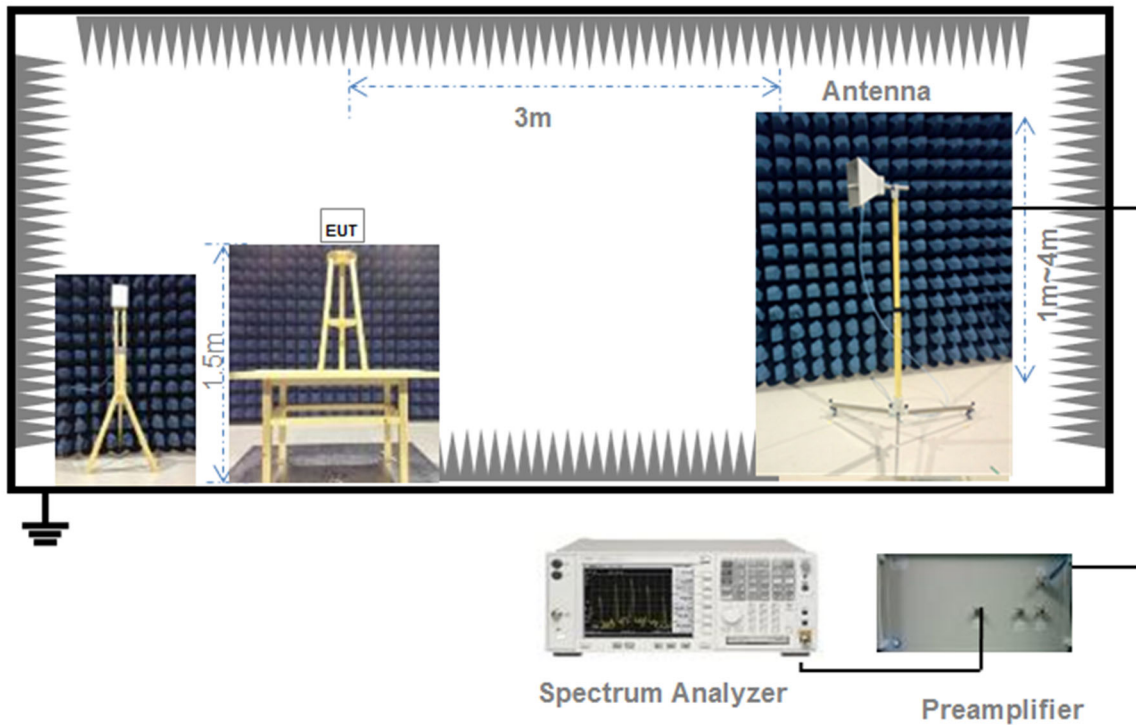 Antenna
3m
EUT
1.5m
1m~4m
Spectrum Analyzer
Preamplifier